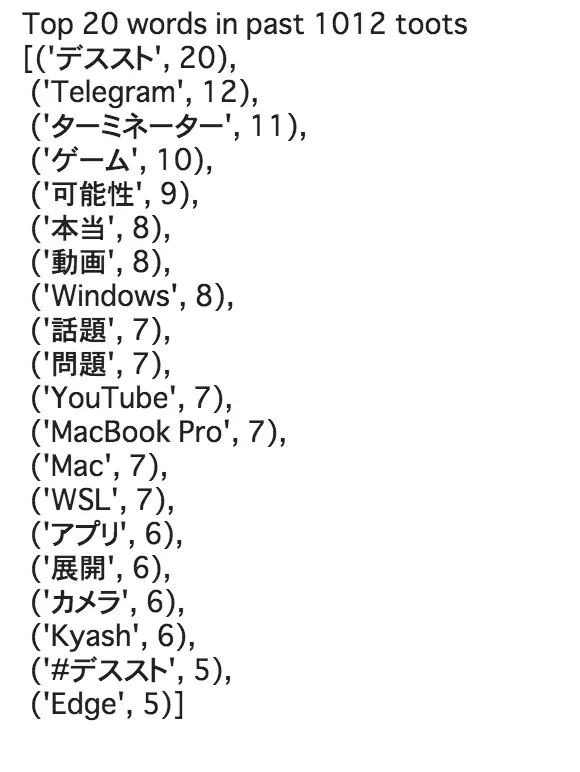 Top 20 words in past 1012 toots
[('デススト', 20),
('Telegram', 12),
('ターミネーター', 11),
('ゲーム', 10),
('可能性', 9),
('本当', 8),
('動画', 8),
('Windows', 8),
('話題', 7),
('問題', 7),
('YouTube', 7),
('MacBook Pro', 7),
('Mac', 7),
('WSL', 7),
('アプリ', 6),
('展開', 6),
('カメラ', 6),
('Kyash', 6),
('#デススト', 5),
('Edge', 5)]